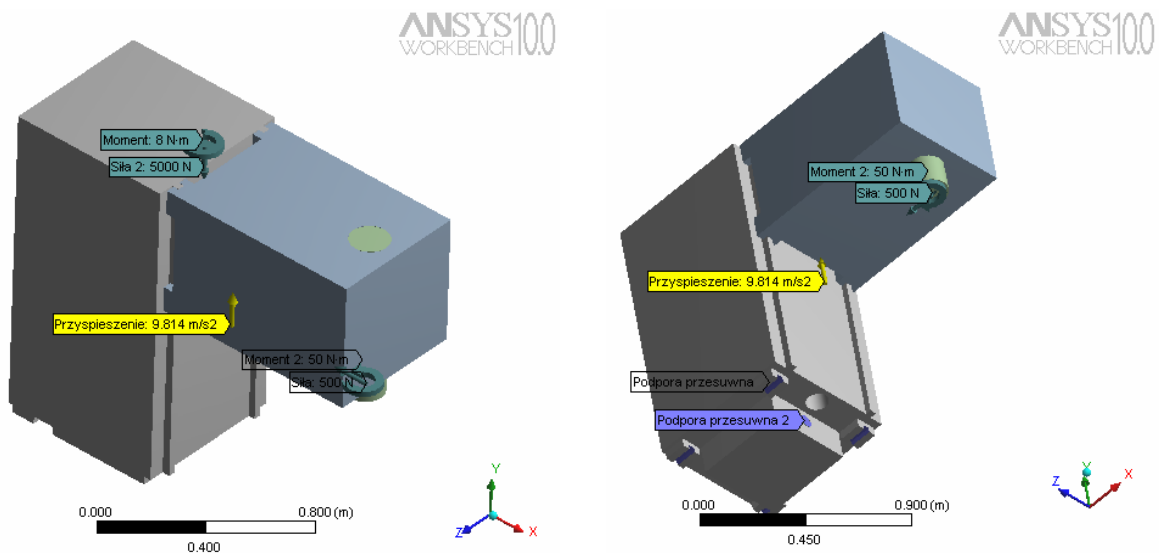 ANSYS 10.0
WORKBENCH
Moment: 8 N·m
Siła 2: 5000 N
Przyspieszenie: 9.814 m/s2
Moment 2: 50 N·m
Siła: 500 N
Y
Z
X
0.000
0.800 (m)
0.400
ANSYS 10.0
WORKBENCH
Moment 2: 50 N·m
Siła: 500 N
Przyspieszenie: 9.814 m/s2
Podpora przesuwna
Podpora przesuwna 2
Z
Y
X
0.000
0.900 (m)
0.450